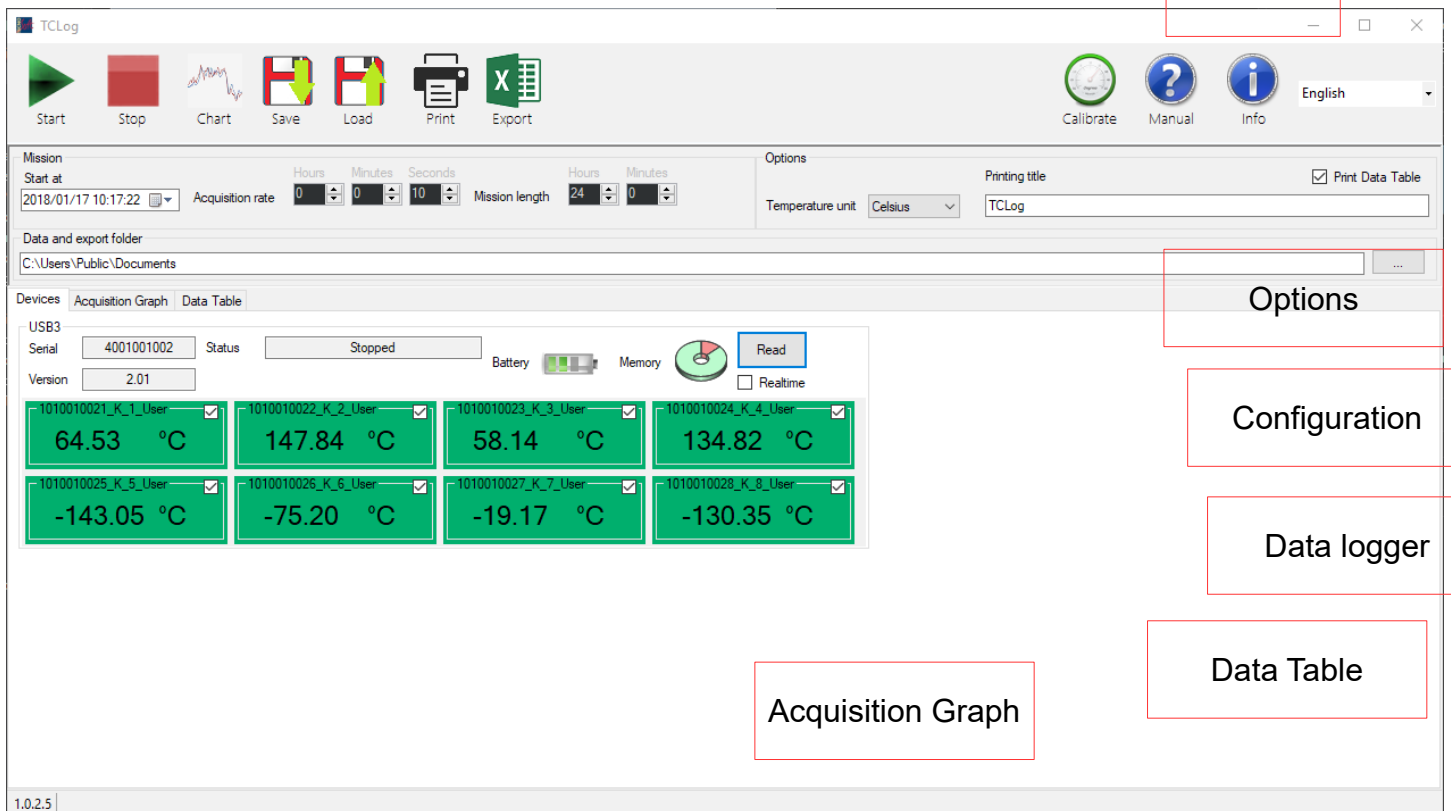 TCLog
Start Stop Chart Save Load Print Export Calibrate Manual Info English
Mission
Start at
2018/01/17 10:17:22
Acquisition rate
Hours Minutes Seconds
0 0 10
Mission length
Hours Minutes
24 0
Options
Printing title
Print Data Table
Temperature unit Celsius TCLog
Data and export folder
C:\Users\Public\Documents ...
Devices Acquisition Graph Data Table
USB3
Serial 4001001002 Status Stopped
Battery Memory Read
Version 2.01 Realtime
1010010021_K_1_User 1010010022_K_2_User 1010010023_K_3_User 1010010024_K_4_User
64.53 °C 147.84 °C 58.14 °C 134.82 °C
1010010025_K_5_User 1010010026_K_6_User 1010010027_K_7_User 1010010028_K_8_User
-143.05 °C -75.20 °C -19.17 °C -130.35 °C
Options
Configuration
Data logger
Data Table
Acquisition Graph
1.0.2.5